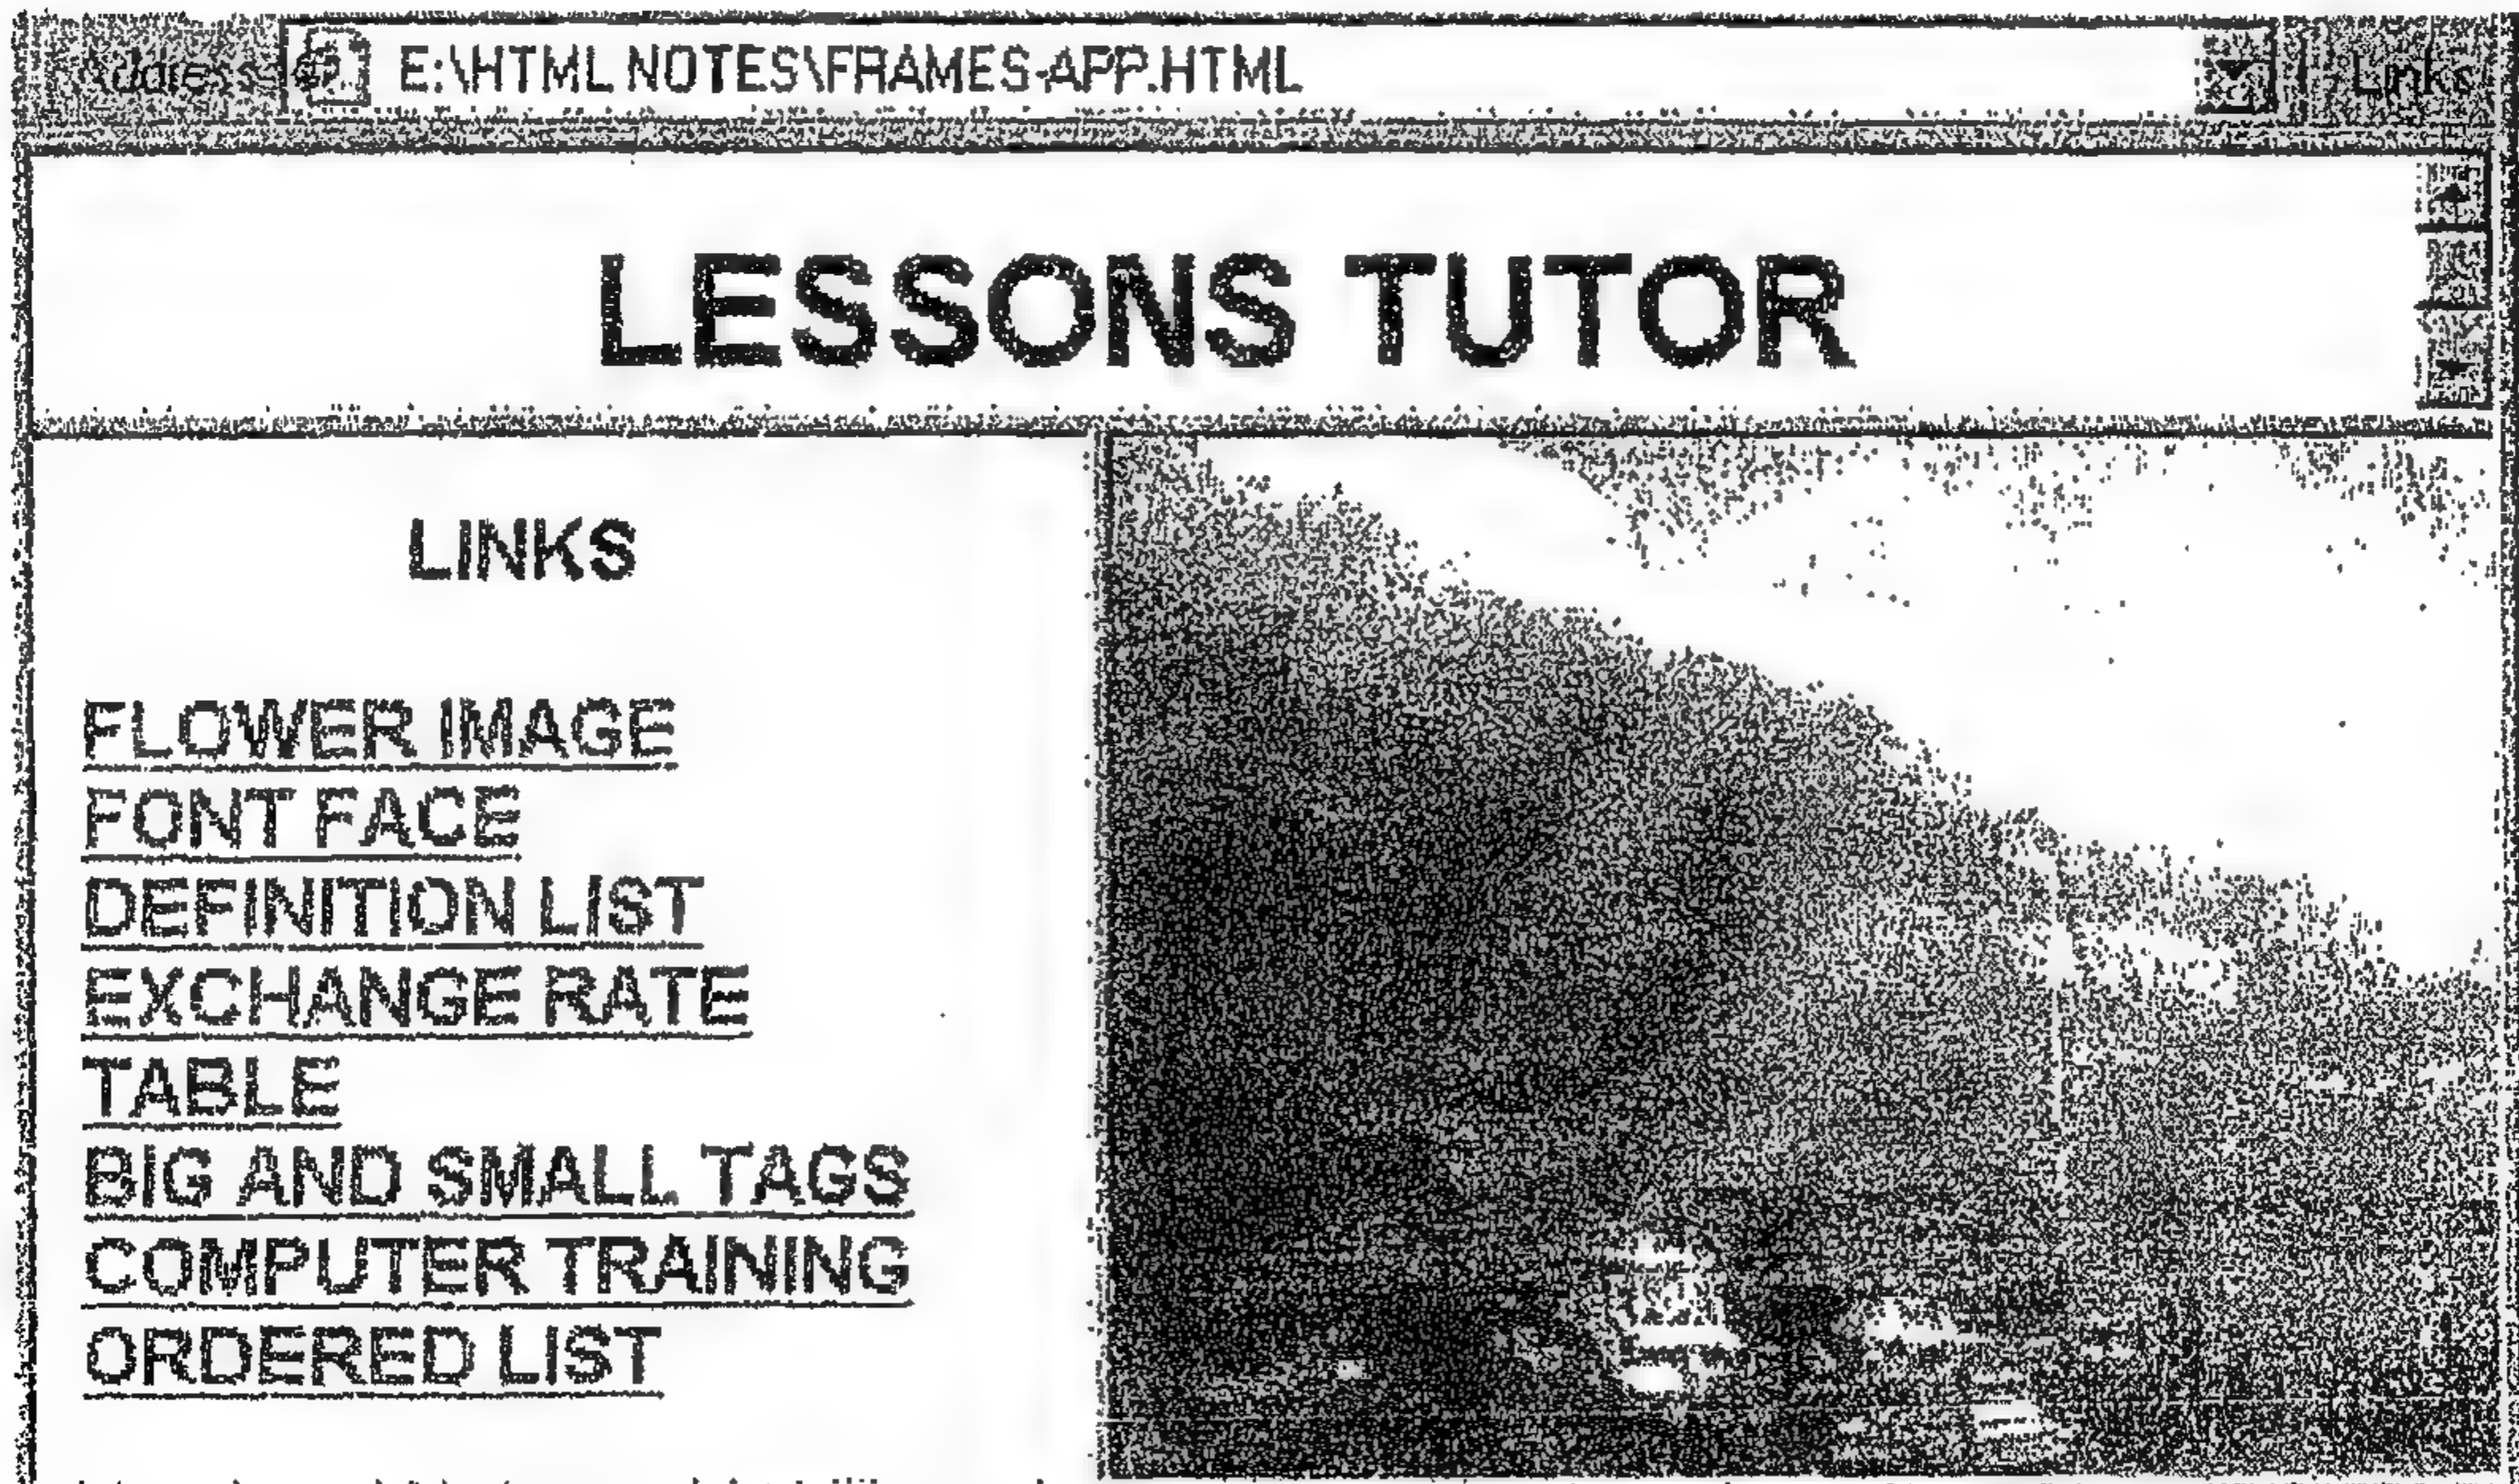 Address E:\HTML NOTES\FRAMES-APP.HTML Links
LESSONS TUTOR
LINKS
FLOWER IMAGE
FONT FACE
DEFINITION LIST
EXCHANGE RATE
TABLE
BIG AND SMALL TAGS
COMPUTER TRAINING
ORDERED LIST